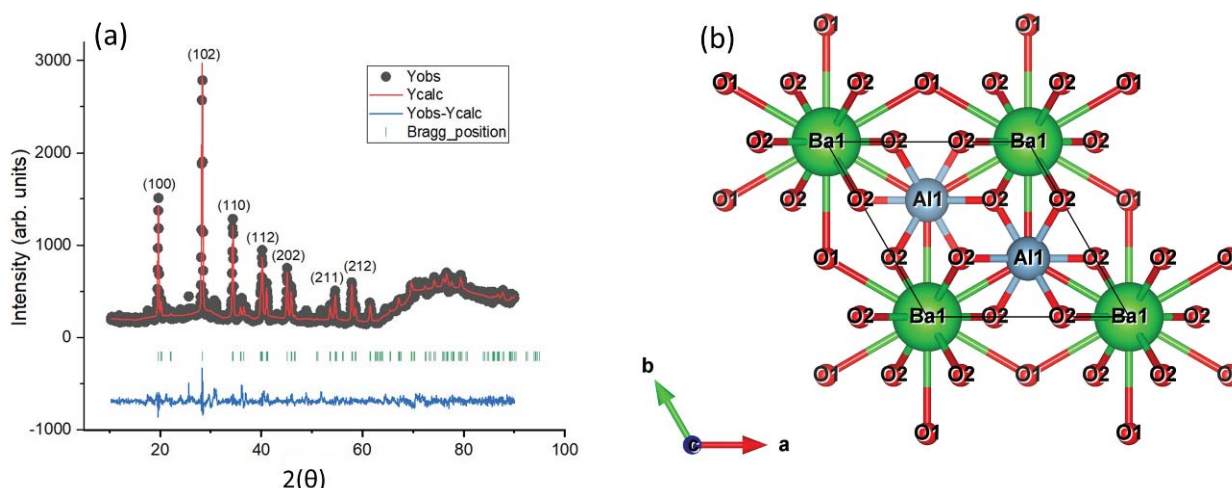 (a)
Intensity (arb. units)
3000
2000
1000
0
-1000
20
40
60
80
100
2(θ)
(100)
(102)
(110)
(112)
(202)
(211)
(212)
Yobs
Ycalc
Yobs-Ycalc
Bragg_position
(b)
O1 O1
O1 O2 O2 O1 O2 O2 O1
O2 Ba1 O2 O2 Ba1 O2
O1 O2 O2 Al1 O2 O2 O1
O1 O2 O2 Al1 O2 O2 O1
O2 Ba1 O2 O2 Ba1 O2
O1 O2 O2 O1 O2 O2 O1
O1 O1
b
c
a